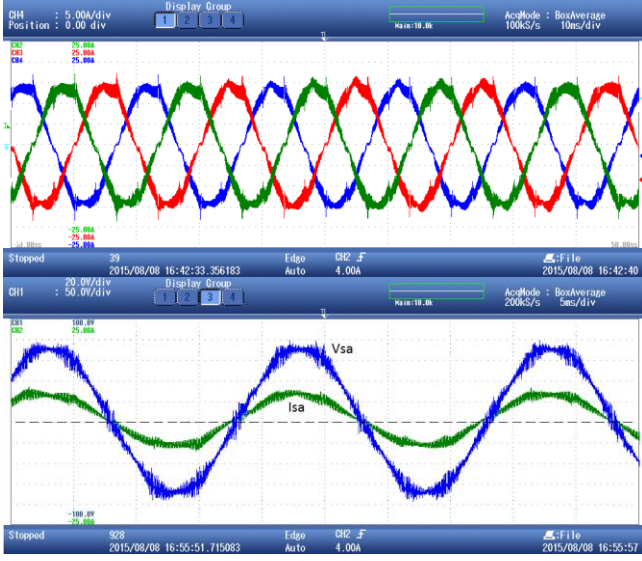 CH4 : 5.00A/div
Position : 0.00 div
Display Group
1 2 3 4
Main:10.0k
AcqMode : BoxAverage
100kS/s 10ms/div
CH2 25.00A
CH3 25.00A
CH4 25.00A
-25.00A
-25.00A
-25.00A
50.00ms
Stopped 39 Edge CH2 File
2015/08/08 16:42:33.356183 Auto 4.00A 2015/08/08 16:42:40
20.0V/div
CH1 : 50.0V/div
Display Group
1 2 3 4
Main:10.0k
AcqMode : BoxAverage
200kS/s 5ms/div
CH1 100.0V
CH2 25.00A
Vsa
Isa
-100.0V
-25.00A
Stopped 928 Edge CH2 File
2015/08/08 16:55:51.715083 Auto 4.00A 2015/08/08 16:55:57